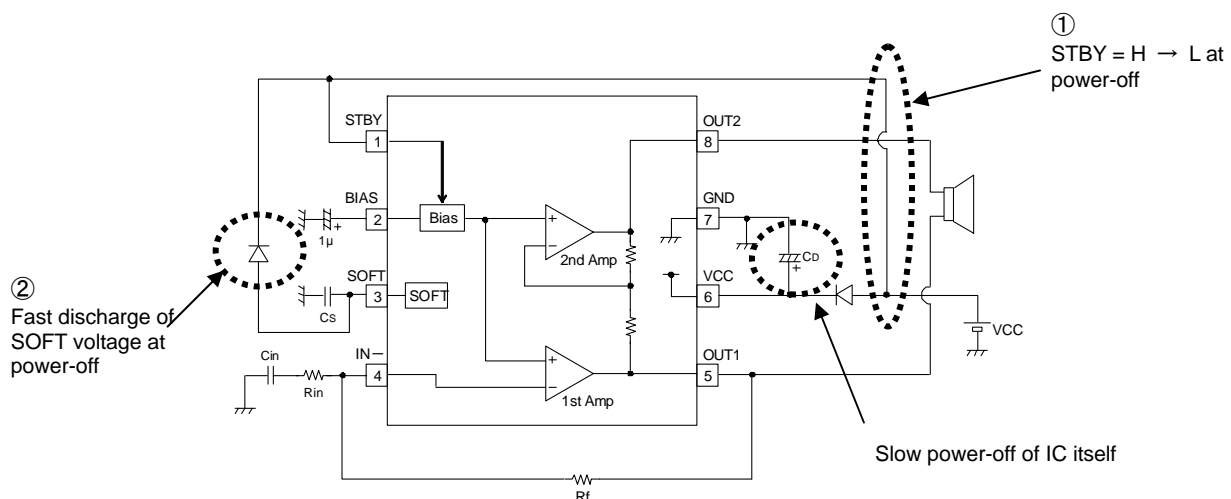 ①
STBY = H → L at
power-off
STBY
1
OUT2
8
BIAS
2
Bias
1μ
+
GND
7
+
−
2nd Amp
CD
+
②
Fast discharge of
SOFT voltage at
power-off
SOFT
3
SOFT
Cs
VCC
6
VCC
Cin
Rin
IN−
4
+
−
1st Amp
OUT1
5
Slow power-off of IC itself
Rf